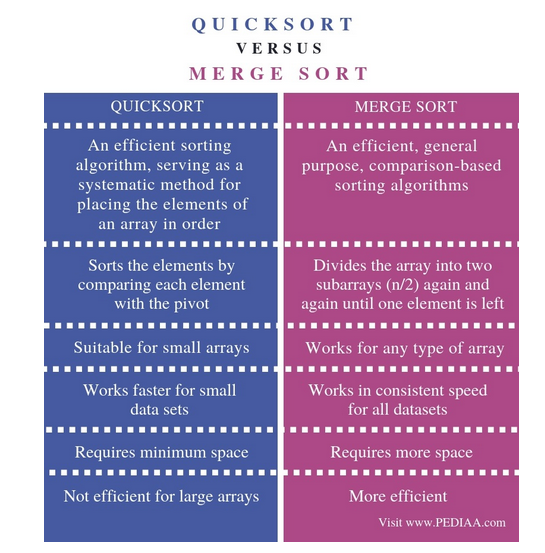 QUICKSORT
VERSUS
MERGE SORT
QUICKSORT
An efficient sorting
algorithm, serving as a
systematic method for
placing the elements of
an array in order
Sorts the elements by
comparing each element
with the pivot
Suitable for small arrays
Works faster for small
data sets
Requires minimum space
Not efficient for large arrays
MERGE SORT
An efficient, general
purpose, comparison-based
sorting algorithms
Divides the array into two
subarrays (n/2) again and
again until one element is left
Works for any type of array
Works in consistent speed
for all datasets
Requires more space
More efficient
Visit www.PEDIAA.com